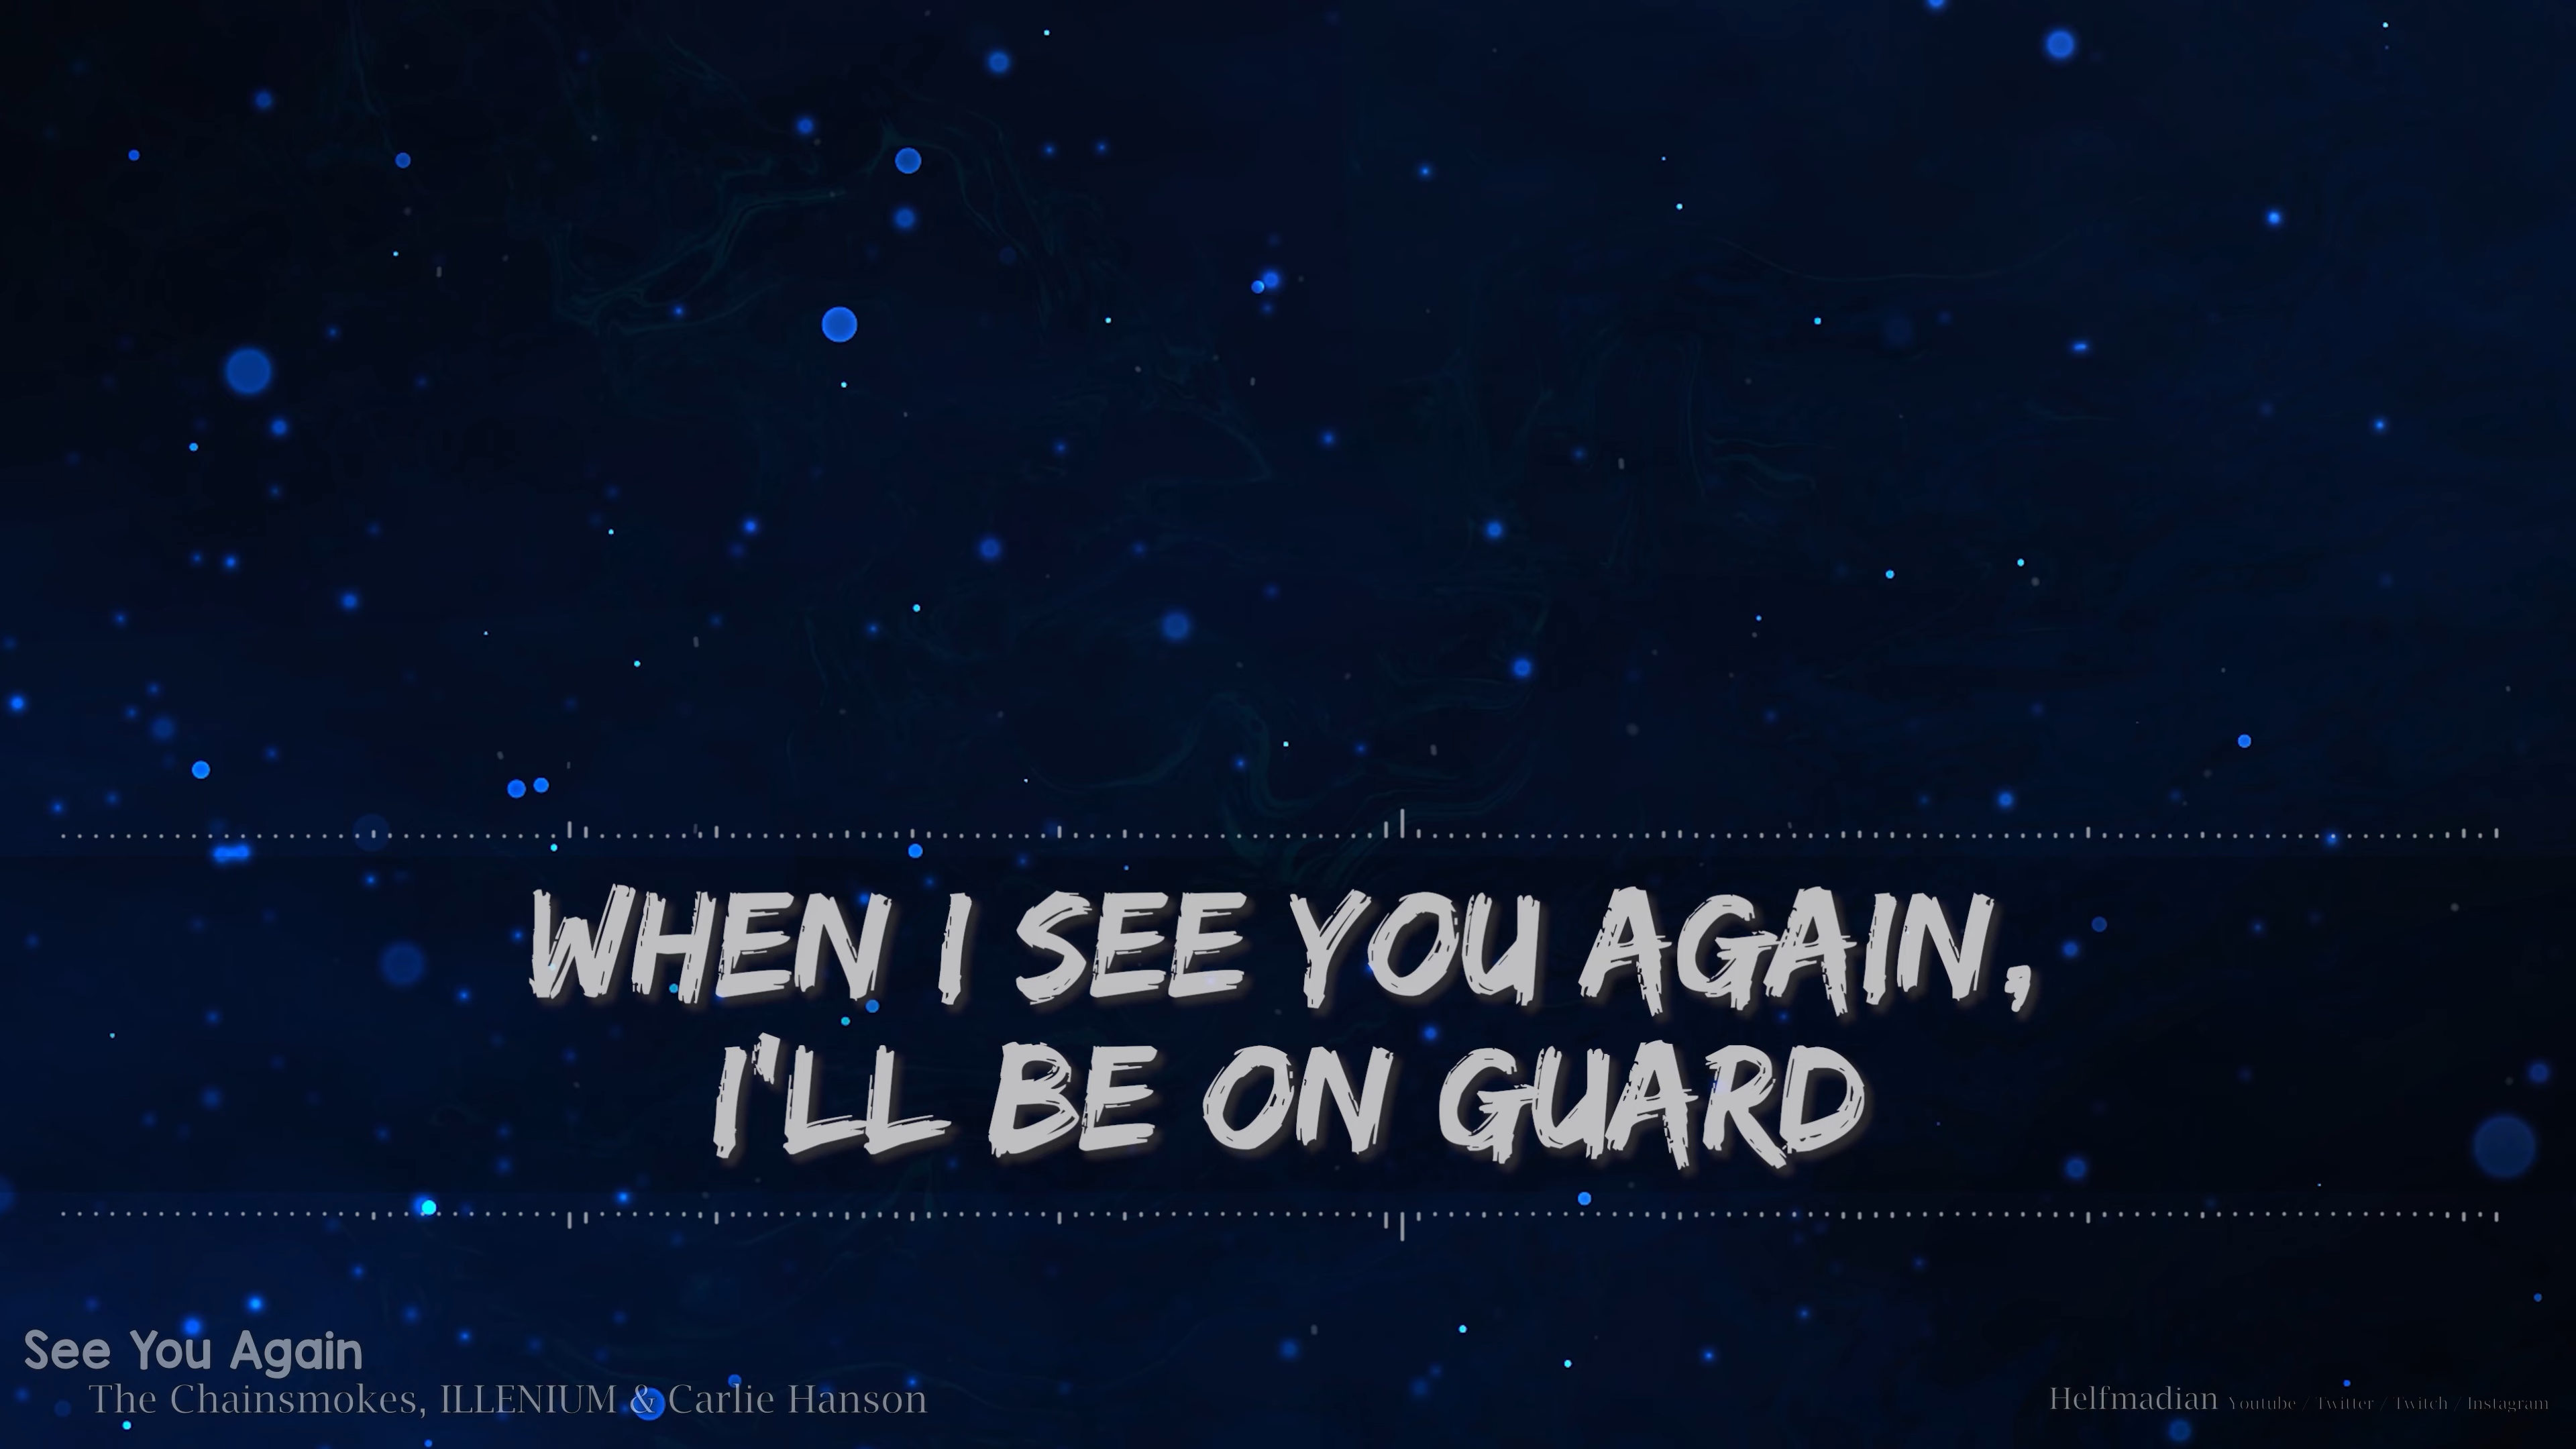 WHEN I SEE YOU AGAIN,
I'LL BE ON GUARD
See You Again
The Chainsmokes, ILLENIUM & Carlie Hanson
Helfmadian Youtube / Twitter / Twitch / Instagram